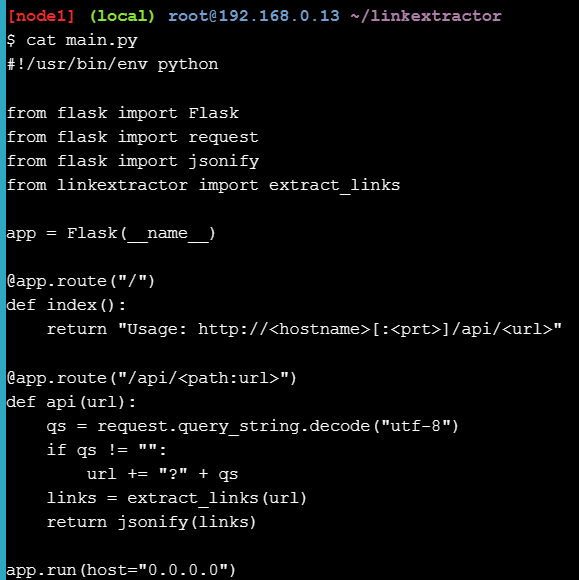 [node1] (local) root@192.168.0.13 ~/linkextractor
$ cat main.py
#!/usr/bin/env python

from flask import Flask
from flask import request
from flask import jsonify
from linkextractor import extract_links

app = Flask(__name__)

@app.route("/")
def index():
    return "Usage: http://<hostname>[:<prt>]/api/<url>"

@app.route("/api/<path:url>")
def api(url):
    qs = request.query_string.decode("utf-8")
    if qs != "":
        url += "?" + qs
    links = extract_links(url)
    return jsonify(links)

app.run(host="0.0.0.0")